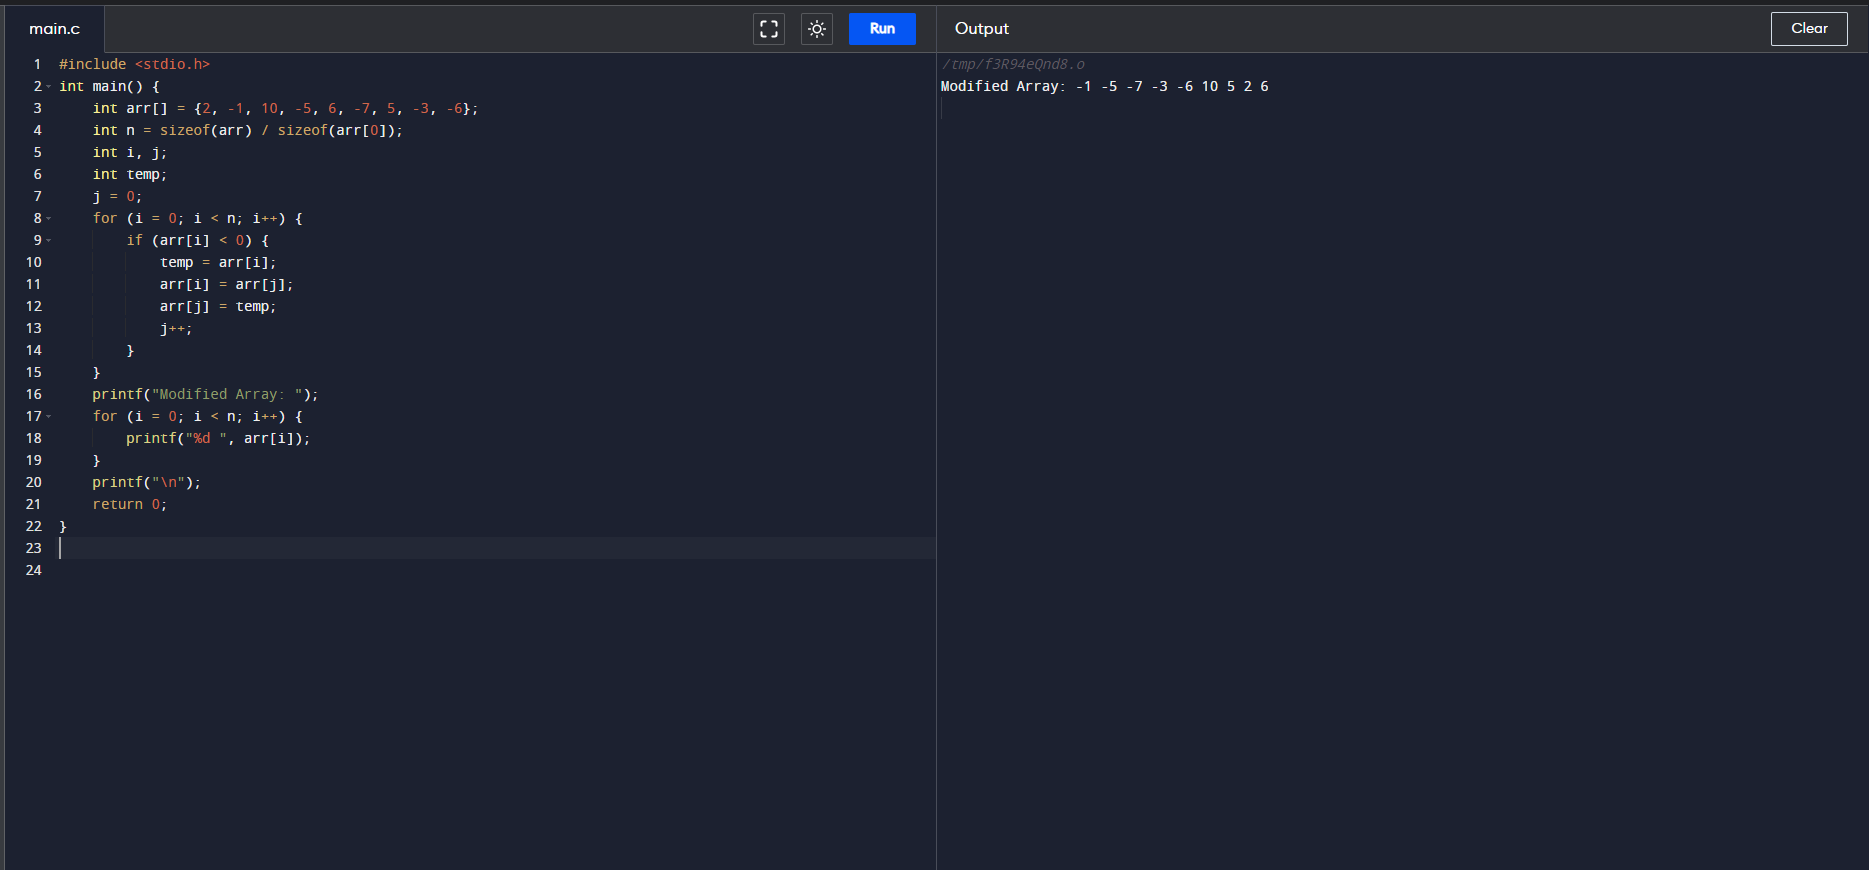 main.c
Run
Output
Clear
1 #include <stdio.h>
2 int main() {
3     int arr[] = {2, -1, 10, -5, 6, -7, 5, -3, -6};
4     int n = sizeof(arr) / sizeof(arr[0]);
5     int i, j;
6     int temp;
7     j = 0;
8     for (i = 0; i < n; i++) {
9         if (arr[i] < 0) {
10             temp = arr[i];
11             arr[i] = arr[j];
12             arr[j] = temp;
13             j++;
14         }
15     }
16     printf("Modified Array: ");
17     for (i = 0; i < n; i++) {
18         printf("%d ", arr[i]);
19     }
20     printf("\n");
21     return 0;
22 }
23
24
/tmp/f3R94eQnd8.o
Modified Array: -1 -5 -7 -3 -6 10 5 2 6